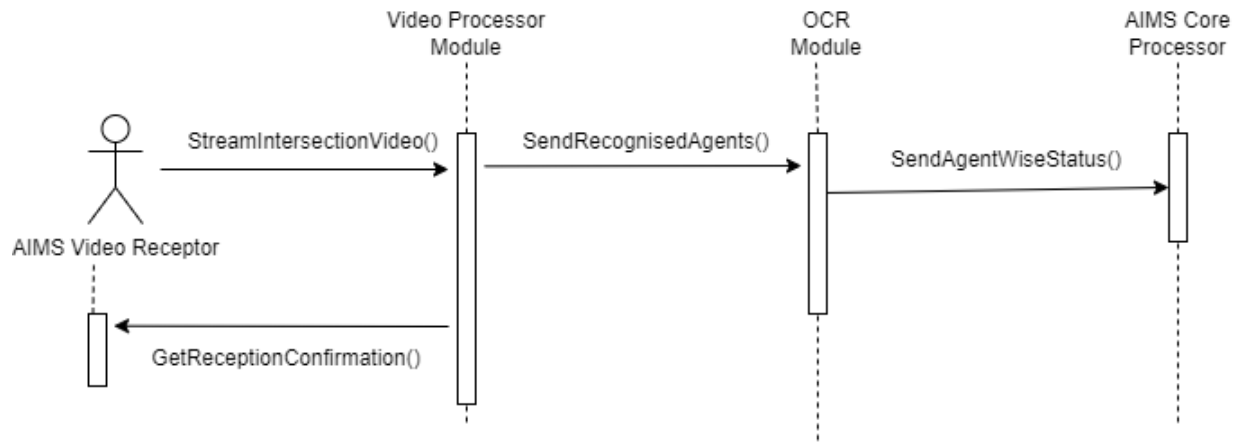 Video Processor
Module
OCR
Module
AIMS Core
Processor
StreamIntersectionVideo()
SendRecognisedAgents()
SendAgentWiseStatus()
AIMS Video Receptor
GetReceptionConfirmation()